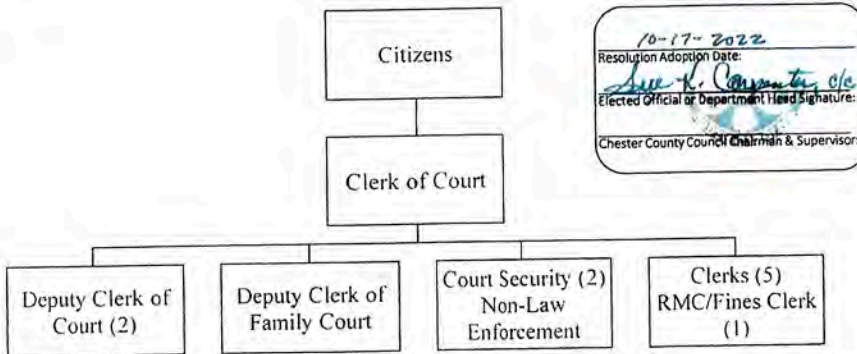 Citizens
10-17-2022
Resolution Adoption Date:
Sue K. Carpenter, c/c
Elected Official or Department Head Signature:
Chester County Council Chairman & Supervisor:
Clerk of Court
Deputy Clerk of
Court (2)
Deputy Clerk of
Family Court
Court Security (2)
Non-Law
Enforcement
Clerks (5)
RMC/Fines Clerk
(1)